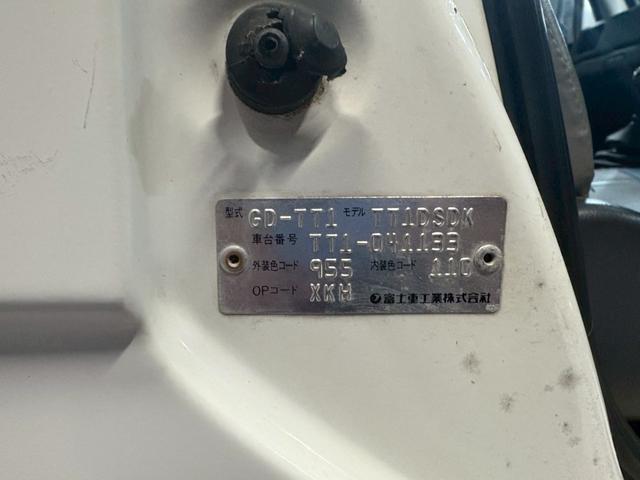 型式 GD-TT1 モデル TT1DSDK
車台番号 TT1-041133
外装色コード 955 内装色コード 110
OPコード XKH 富士重工業株式会社